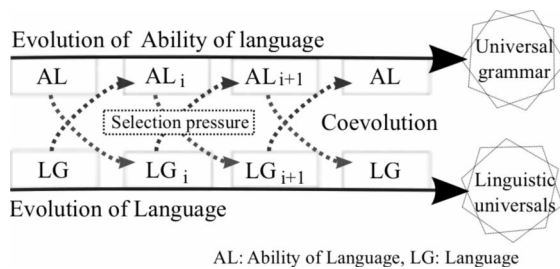 Evolution of Ability of language
Universal
grammar
AL AL i AL i+1 AL
Selection pressure
Coevolution
LG LG i LG i+1 LG
Linguistic
universals
Evolution of Language
AL: Ability of Language, LG: Language